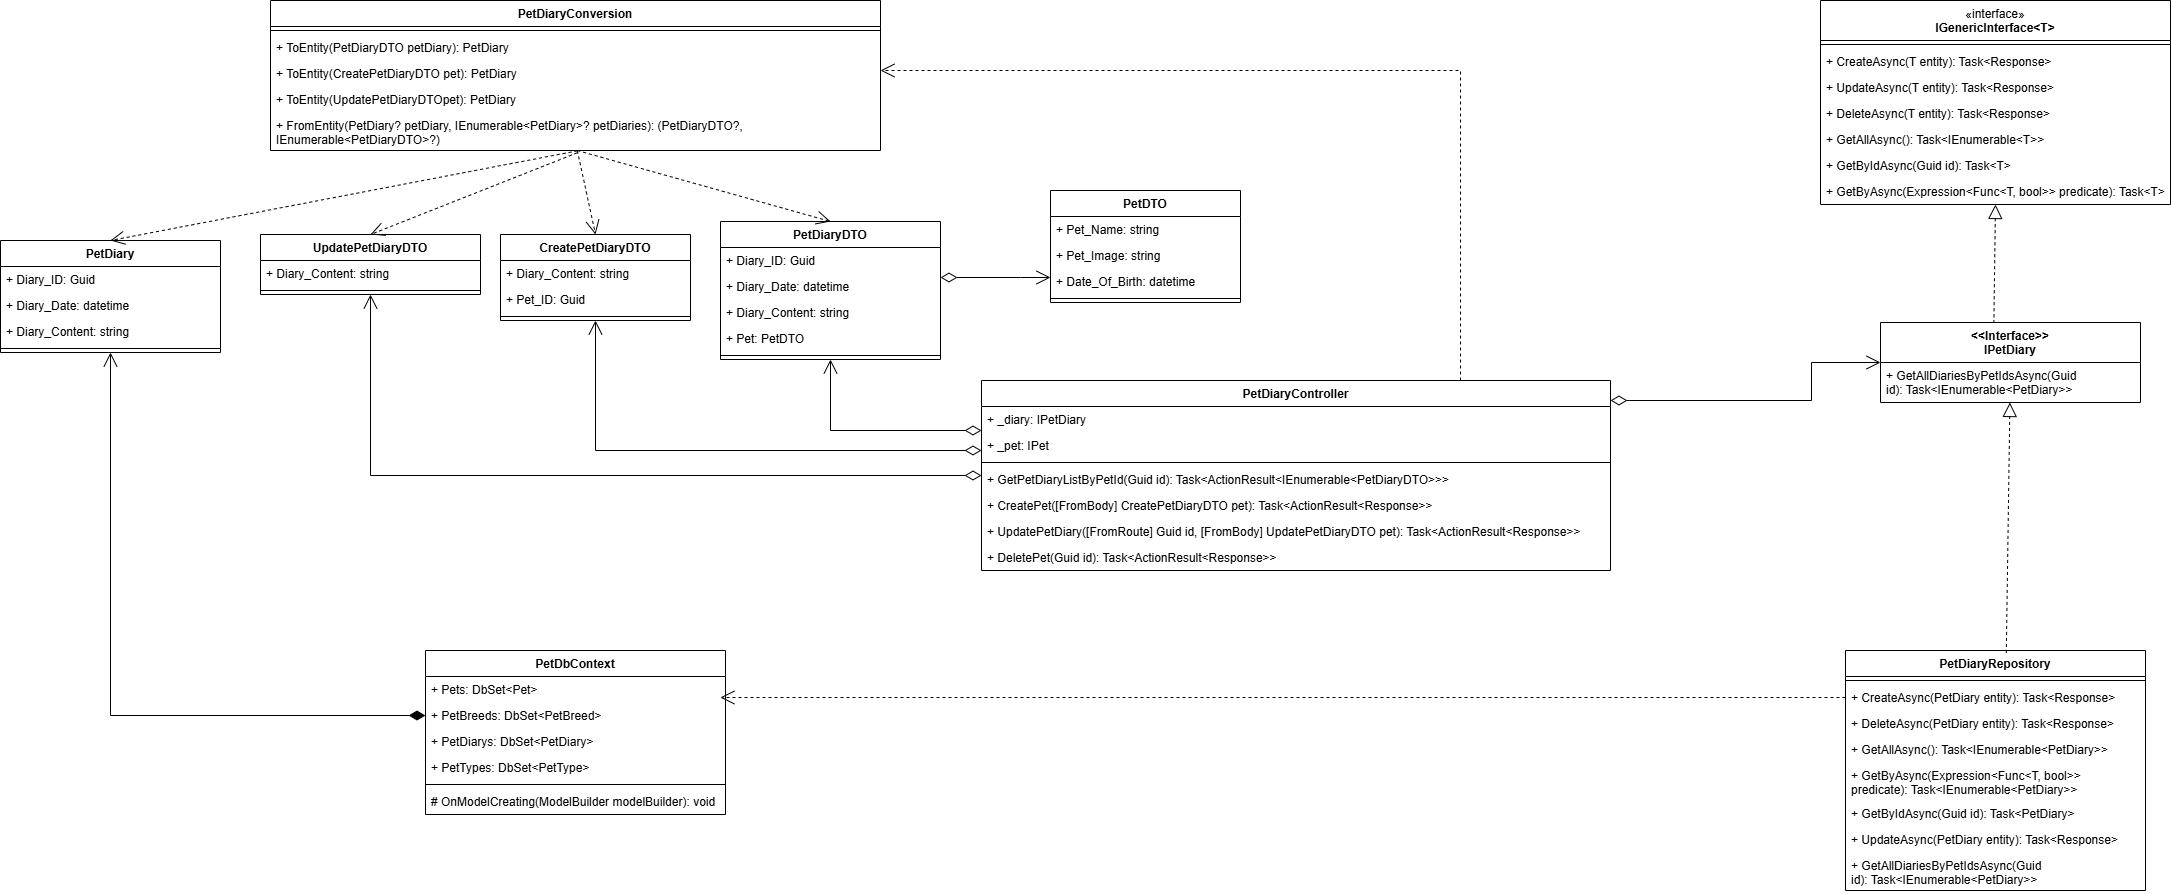 PetDiaryConversion
+ ToEntity(PetDiaryDTO petDiary): PetDiary
+ ToEntity(CreatePetDiaryDTO pet): PetDiary
+ ToEntity(UpdatePetDiaryDTOpet): PetDiary
+ FromEntity(PetDiary? petDiary, IEnumerable<PetDiary>? petDiaries): (PetDiaryDTO?,
IEnumerable<PetDiaryDTO>?)
«interface»
IGenericInterface<T>
+ CreateAsync(T entity): Task<Response>
+ UpdateAsync(T entity): Task<Response>
+ DeleteAsync(T entity): Task<Response>
+ GetAllAsync(): Task<IEnumerable<T>>
+ GetByIdAsync(Guid id): Task<T>
+ GetByAsync(Expression<Func<T, bool>> predicate): Task<T>
PetDiary
+ Diary_ID: Guid
+ Diary_Date: datetime
+ Diary_Content: string
UpdatePetDiaryDTO
+ Diary_Content: string
CreatePetDiaryDTO
+ Diary_Content: string
+ Pet_ID: Guid
PetDiaryDTO
+ Diary_ID: Guid
+ Diary_Date: datetime
+ Diary_Content: string
+ Pet: PetDTO
PetDTO
+ Pet_Name: string
+ Pet_Image: string
+ Date_Of_Birth: datetime
<<Interface>>
IPetDiary
+ GetAllDiariesByPetIdsAsync(Guid
id): Task<IEnumerable<PetDiary>>
PetDiaryController
+ _diary: IPetDiary
+ _pet: IPet
+ GetPetDiaryListByPetId(Guid id): Task<ActionResult<IEnumerable<PetDiaryDTO>>>
+ CreatePet([FromBody] CreatePetDiaryDTO pet): Task<ActionResult<Response>>
+ UpdatePetDiary([FromRoute] Guid id, [FromBody] UpdatePetDiaryDTO pet): Task<ActionResult<Response>>
+ DeletePet(Guid id): Task<ActionResult<Response>>
PetDbContext
+ Pets: DbSet<Pet>
+ PetBreeds: DbSet<PetBreed>
+ PetDiarys: DbSet<PetDiary>
+ PetTypes: DbSet<PetType>
# OnModelCreating(ModelBuilder modelBuilder): void
PetDiaryRepository
+ CreateAsync(PetDiary entity): Task<Response>
+ DeleteAsync(PetDiary entity): Task<Response>
+ GetAllAsync(): Task<IEnumerable<PetDiary>>
+ GetByAsync(Expression<Func<T, bool>>
predicate): Task<IEnumerable<PetDiary>>
+ GetByIdAsync(Guid id): Task<PetDiary>
+ UpdateAsync(PetDiary entity): Task<Response>
+ GetAllDiariesByPetIdsAsync(Guid
id): Task<IEnumerable<PetDiary>>